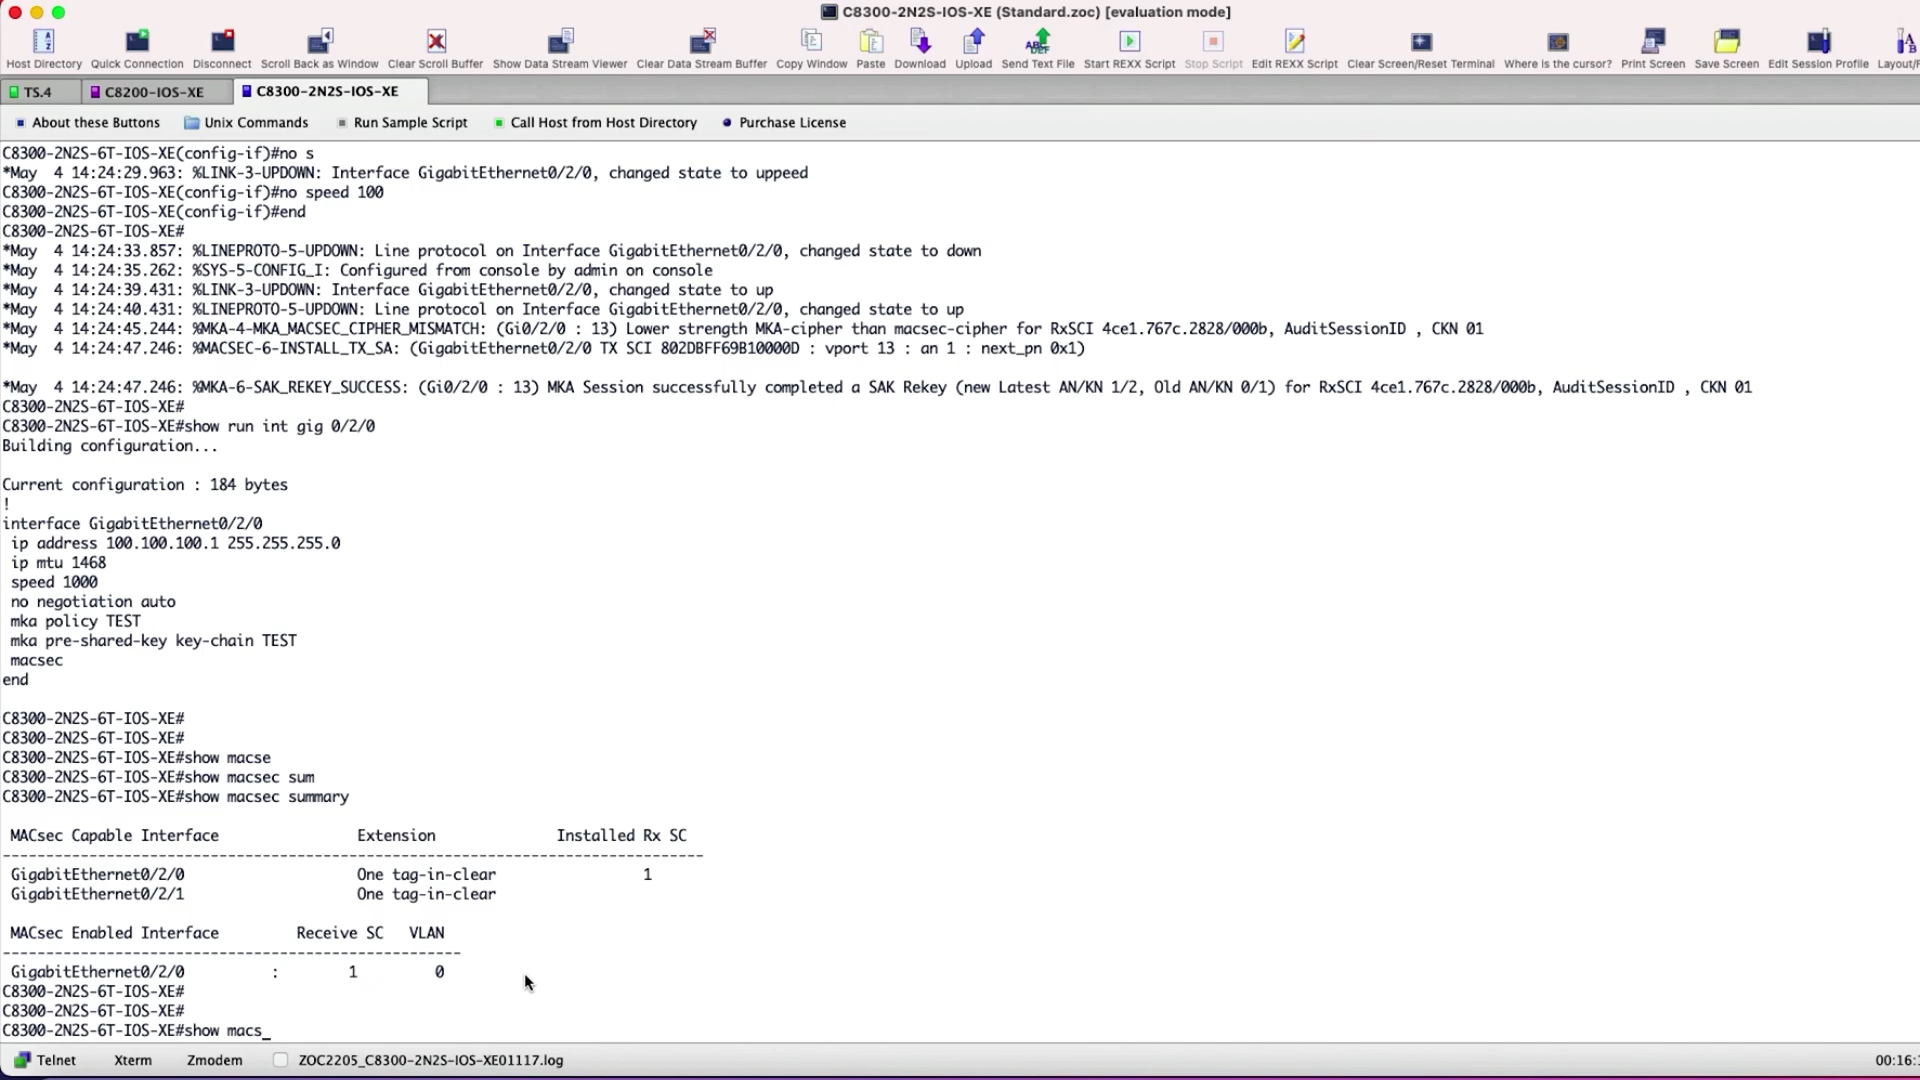 C8300-2N2S-IOS-XE (Standard.zoc) [evaluation mode]
Host Directory Quick Connection Disconnect Scroll Back as Window Clear Scroll Buffer Show Data Stream Viewer Clear Data Stream Buffer Copy Window Paste Download Upload Send Text File Start REXX Script Stop Script Edit REXX Script Clear Screen/Reset Terminal Where is the cursor? Print Screen Save Screen Edit Session Profile Layout/F
TS.4 C8200-IOS-XE C8300-2N2S-IOS-XE
About these Buttons Unix Commands Run Sample Script Call Host from Host Directory Purchase License
C8300-2N2S-6T-IOS-XE(config-if)#no s
*May  4 14:24:29.963: %LINK-3-UPDOWN: Interface GigabitEthernet0/2/0, changed state to uppeed
C8300-2N2S-6T-IOS-XE(config-if)#no speed 100
C8300-2N2S-6T-IOS-XE(config-if)#end
C8300-2N2S-6T-IOS-XE#
*May  4 14:24:33.857: %LINEPROTO-5-UPDOWN: Line protocol on Interface GigabitEthernet0/2/0, changed state to down
*May  4 14:24:35.262: %SYS-5-CONFIG_I: Configured from console by admin on console
*May  4 14:24:39.431: %LINK-3-UPDOWN: Interface GigabitEthernet0/2/0, changed state to up
*May  4 14:24:40.431: %LINEPROTO-5-UPDOWN: Line protocol on Interface GigabitEthernet0/2/0, changed state to up
*May  4 14:24:45.244: %MKA-4-MKA_MACSEC_CIPHER_MISMATCH: (Gi0/2/0 : 13) Lower strength MKA-cipher than macsec-cipher for RxSCI 4ce1.767c.2828/000b, AuditSessionID , CKN 01
*May  4 14:24:47.246: %MACSEC-6-INSTALL_TX_SA: (GigabitEthernet0/2/0 TX SCI 802DBFF69B10000D : vport 13 : an 1 : next_pn 0x1)
*May  4 14:24:47.246: %MKA-6-SAK_REKEY_SUCCESS: (Gi0/2/0 : 13) MKA Session successfully completed a SAK Rekey (new Latest AN/KN 1/2, Old AN/KN 0/1) for RxSCI 4ce1.767c.2828/000b, AuditSessionID , CKN 01
C8300-2N2S-6T-IOS-XE#
C8300-2N2S-6T-IOS-XE#show run int gig 0/2/0
Building configuration...
Current configuration : 184 bytes
!
interface GigabitEthernet0/2/0
 ip address 100.100.100.1 255.255.255.0
 ip mtu 1468
 speed 1000
 no negotiation auto
 mka policy TEST
 mka pre-shared-key key-chain TEST
 macsec
end
C8300-2N2S-6T-IOS-XE#
C8300-2N2S-6T-IOS-XE#
C8300-2N2S-6T-IOS-XE#show macse
C8300-2N2S-6T-IOS-XE#show macsec sum
C8300-2N2S-6T-IOS-XE#show macsec summary
MACsec Capable Interface Extension Installed Rx SC
---------------------------------------------------------------------------------
GigabitEthernet0/2/0 One tag-in-clear 1
GigabitEthernet0/2/1 One tag-in-clear
MACsec Enabled Interface Receive SC VLAN
-----------------------------------------------------
GigabitEthernet0/2/0 : 1 0
C8300-2N2S-6T-IOS-XE#
C8300-2N2S-6T-IOS-XE#
C8300-2N2S-6T-IOS-XE#show macs_
Telnet Xterm Zmodem ZOC2205_C8300-2N2S-IOS-XE01117.log 00:16: